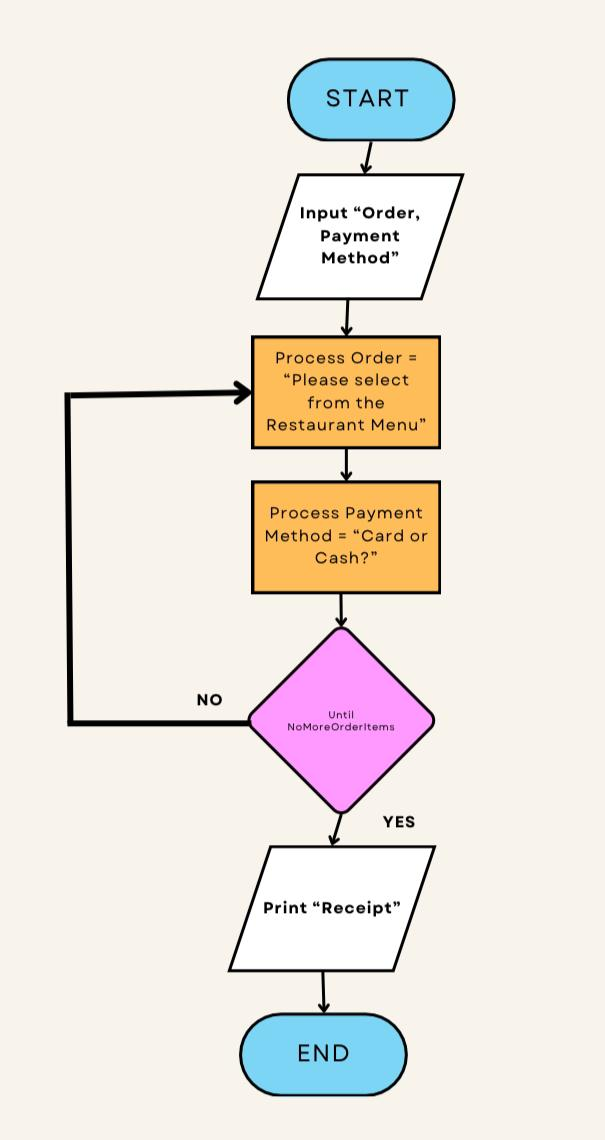 START
Input “Order,
Payment
Method”
Process Order =
“Please select
from the
Restaurant Menu”
Process Payment
Method = “Card or
Cash?”
Until
NoMoreOrderItems
NO
YES
Print “Receipt”
END